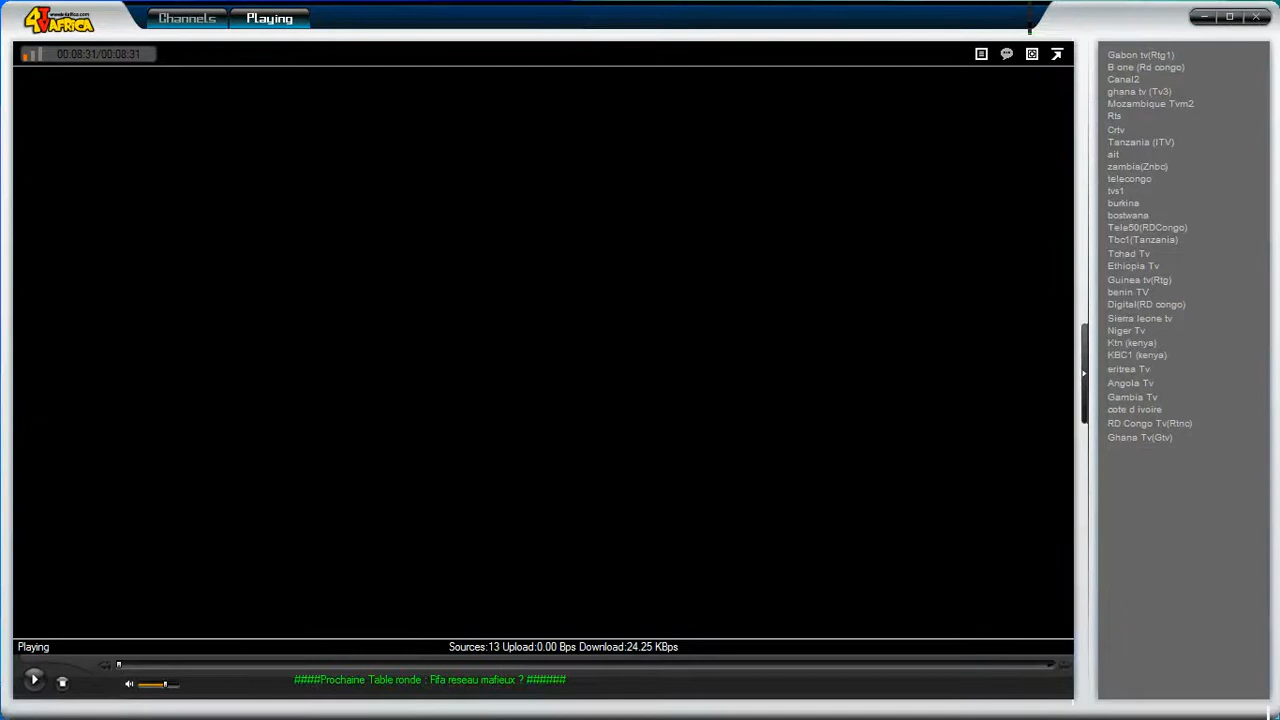 4TV AFRICA
Channels
Playing
00:08:31/00:08:31
Gabon tv(Rtg1)
B one (Rd congo)
Canal2
ghana tv (Tv3)
Mozambique Tvm2
Rts
Crtv
Tanzania (ITV)
ait
zambia(Znbc)
telecongo
tvs1
burkina
bostwana
Tela50(RDCongo)
Tbc1(Tanzania)
Tchad Tv
Ethiopia Tv
Guinea tv(Rtg)
benin TV
Digital(RD congo)
Sierra leone tv
Niger Tv
Ktn (kenya)
KBC1 (kenya)
eritrea Tv
Angola Tv
Gambia Tv
cote d ivoire
RD Congo Tv(Rtnc)
Ghana Tv(Gtv)
Playing
Sources:13 Upload:0.00 Bps Download:24.25 KBps
####Prochaine Table ronde : Fifa reseau mafieux ? ######